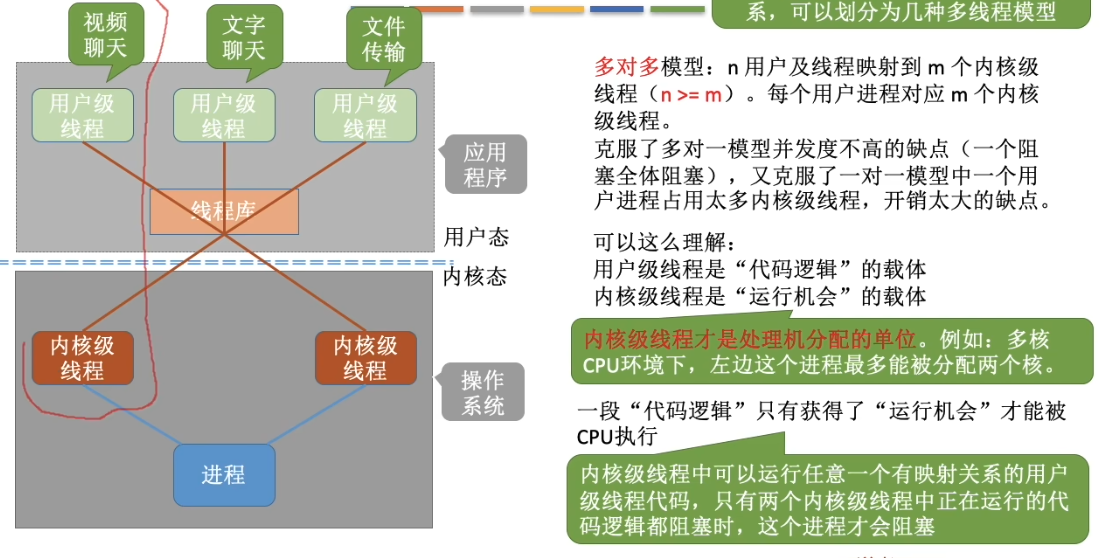 视频
聊天
文字
聊天
文件
传输
用户级
线程
用户级
线程
用户级
线程
应用
程序
线程库
用户态
内核态
内核级
线程
内核级
线程
操作
系统
进程
系，可以划分为几种多线程模型
多对多模型：n 用户及线程映射到 m 个内核级
线程（n >= m）。每个用户进程对应 m 个内核
级线程。
克服了多对一模型并发度不高的缺点（一个阻
塞全体阻塞），又克服了一对一模型中一个用
户进程占用太多内核级线程，开销太大的缺点。
可以这么理解：
用户级线程是“代码逻辑”的载体
内核级线程是“运行机会”的载体
内核级线程才是处理机分配的单位。例如：多核
CPU环境下，左边这个进程最多能被分配两个核。
一段“代码逻辑”只有获得了“运行机会”才能被
CPU执行
内核级线程中可以运行任意一个有映射关系的用户
级线程代码，只有两个内核级线程中正在运行的代
码逻辑都阻塞时，这个进程才会阻塞